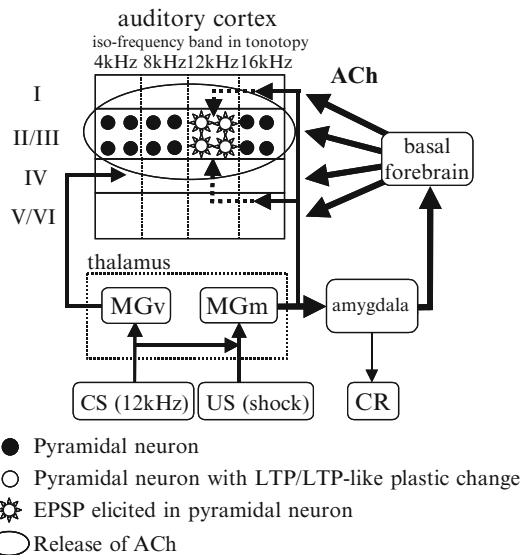 auditory cortex
iso-frequency band in tonotopy
4kHz 8kHz12kHz16kHz
ACh
I
II/III
IV
V/VI
basal
forebrain
thalamus
MGv
MGm
amygdala
CS (12kHz)
US (shock)
CR
Pyramidal neuron
Pyramidal neuron with LTP/LTP-like plastic change
EPSP elicited in pyramidal neuron
Release of ACh